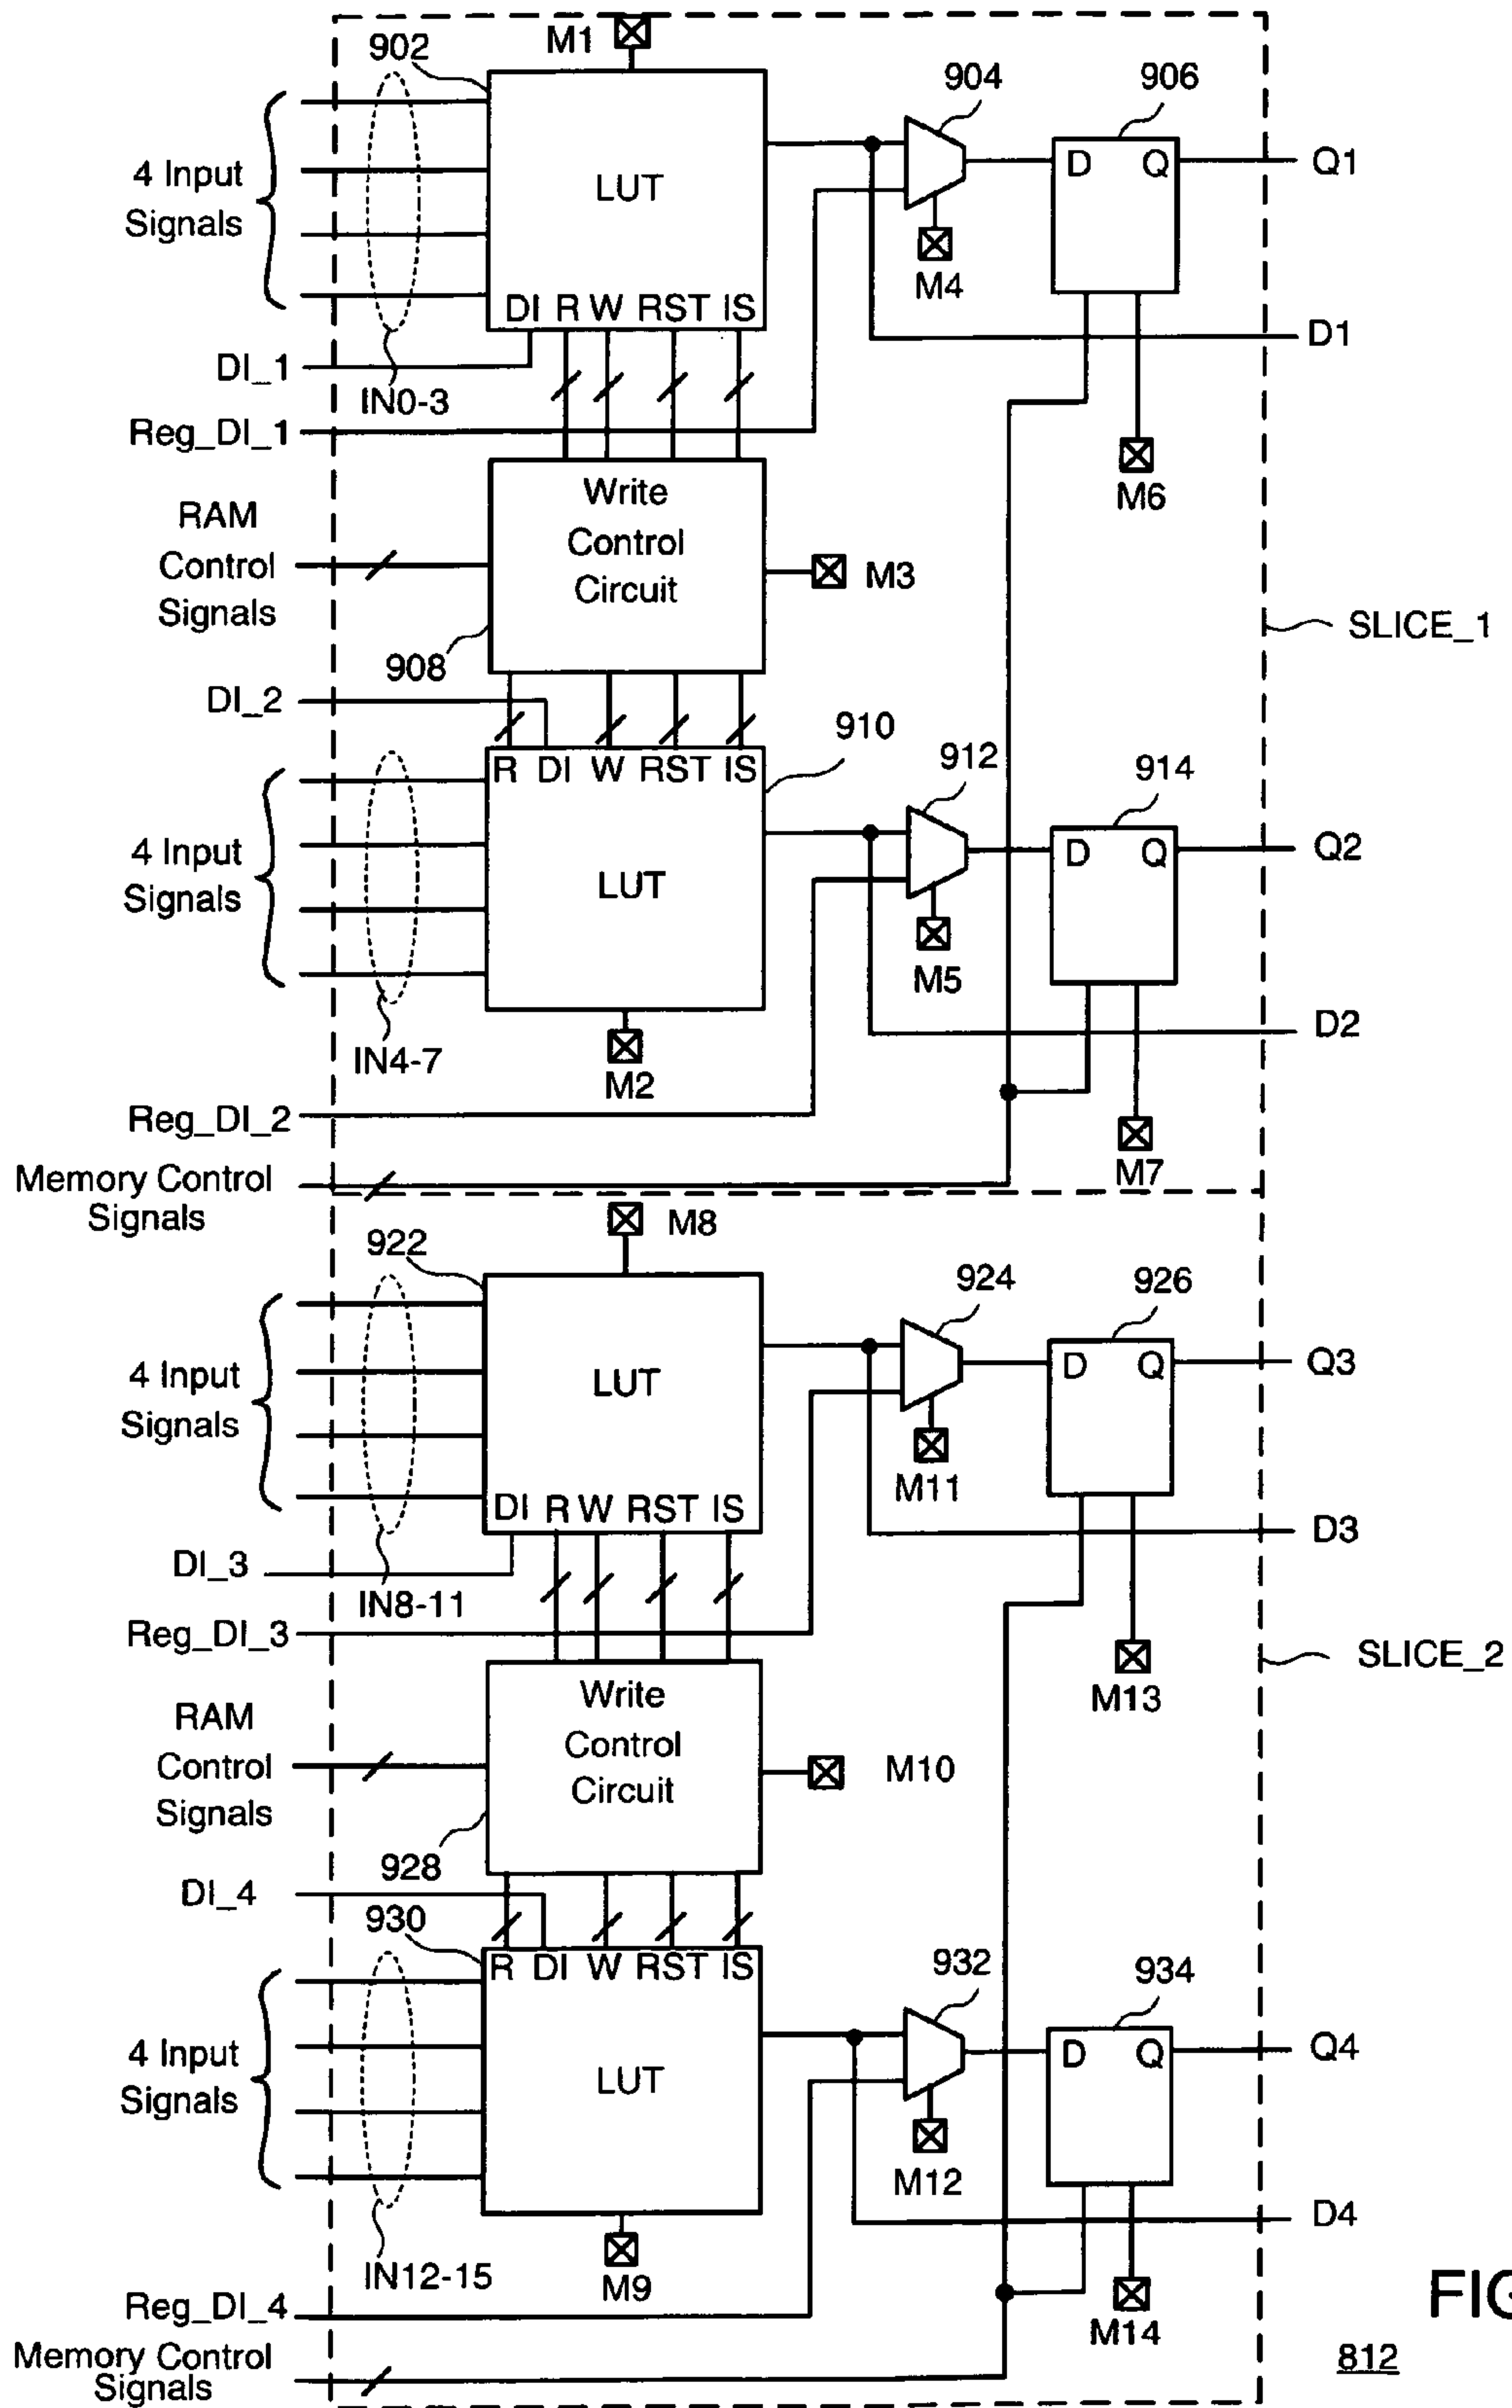 M1
902
904
906
4 Input
Signals
LUT
D Q
Q1
M4
DI R W RST IS
D1
DI_1
IN0-3
Reg_DI_1
M6
Write
Control
Circuit
RAM
Control
Signals
M3
SLICE_1
908
DI_2
910
912
914
R DI W RST IS
4 Input
Signals
LUT
D Q
Q2
M5
D2
IN4-7
M2
Reg_DI_2
M7
Memory Control
Signals
M8
922
924
926
4 Input
Signals
LUT
D Q
Q3
M11
DI R W RST IS
D3
DI_3
IN8-11
Reg_DI_3
SLICE_2
M13
Write
Control
Circuit
RAM
Control
Signals
M10
928
DI_4
930
932
934
R DI W RST IS
4 Input
Signals
LUT
D Q
Q4
M12
D4
IN12-15
M9
Reg_DI_4
M14
Memory Control
Signals
FIG
812